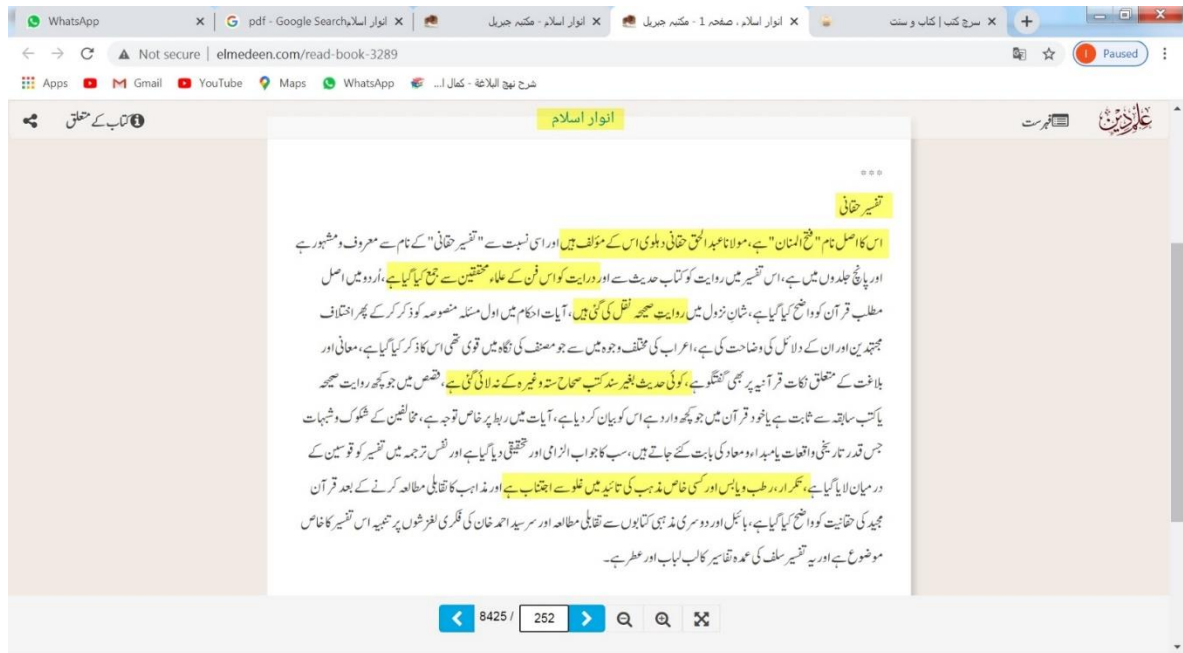 WhatsApp
pdf - Google Search انوار اسلام
انوار اسلام - مکتبہ جبریل
انوار اسلام ، صفحہ 1 - مکتبہ جبریل
سرچ کتب | کتاب و سنت
Not secure | elmedeen.com/read-book-3289
Paused
Apps Gmail YouTube Maps WhatsApp شرح نهج البلاغة - كمال ا...
علم دین
فہرست
انوار اسلام
کتاب کے متعلق
***
تفسیر حقانی
اس کا اصل نام "فتح المنان" ہے، مولانا عبدالحق حقانی دہلوی اس کے مؤلف ہیں اور اسی نسبت سے "تفسیر حقانی" کے نام سے معروف و مشہور ہے
اور پانچ جلدوں میں ہے، اس تفسیر میں روایت کو کتاب حدیث سے اور درایت کو اس فن کے علماء محققین سے جمع کیا گیا ہے، اُردو میں اصل
مطلب قرآن کو واضح کیا گیا ہے، شانِ نزول میں روایتِ صحیحہ نقل کی گئی ہیں، آیات احکام میں اول مسئلہ منصوصہ کو ذکر کرکے پھر اختلاف
مجتہدین اور ان کے دلائل کی وضاحت کی ہے، اعراب کی مختلف وجوہ میں سے جو مصنف کی نگاہ میں قوی تھی اس کا ذکر کیا گیا ہے، معانی اور
بلاغت کے متعلق نکات قرآنیہ پر بھی گفتگو ہے، کوئی حدیث بغیر سند کتب صحاح ستہ وغیرہ کے نہ لائی گئی ہے، قصص میں جو کچھ روایت صحیحہ
یا کتب سابقہ سے ثابت ہے یا خود قرآن میں جو کچھ وارد ہے اس کو بیان کردیا ہے، آیات میں ربط پر خاص توجہ ہے، مخالفین کے شکوک وشبہات
جس قدر تاریخی واقعات یا مبداء ومعاد کی بابت کئے جاتے ہیں، سب کا جواب الزامی اور تحقیقی دیا گیا ہے اور نفس ترجمہ میں تفسیر کو قوسین کے
درمیان لایا گیا ہے، تکرار، رطب و یابس اور کسی خاص مذہب کی تائید میں غلو سے اجتناب ہے اور مذاہب کا تقابلی مطالعہ کرنے کے بعد قرآن
مجید کی حقانیت کو واضح کیا گیا ہے، بائبل اور دوسری مذہبی کتابوں سے تقابلی مطالعہ اور سرسید احمد خان کی فکری لغزشوں پر تنبیہ اس تفسیر کا خاص
موضوع ہے اور یہ تفسیر سلف کی عمدہ تفاسیر کا لب لباب اور عطر ہے۔
8425 / 252